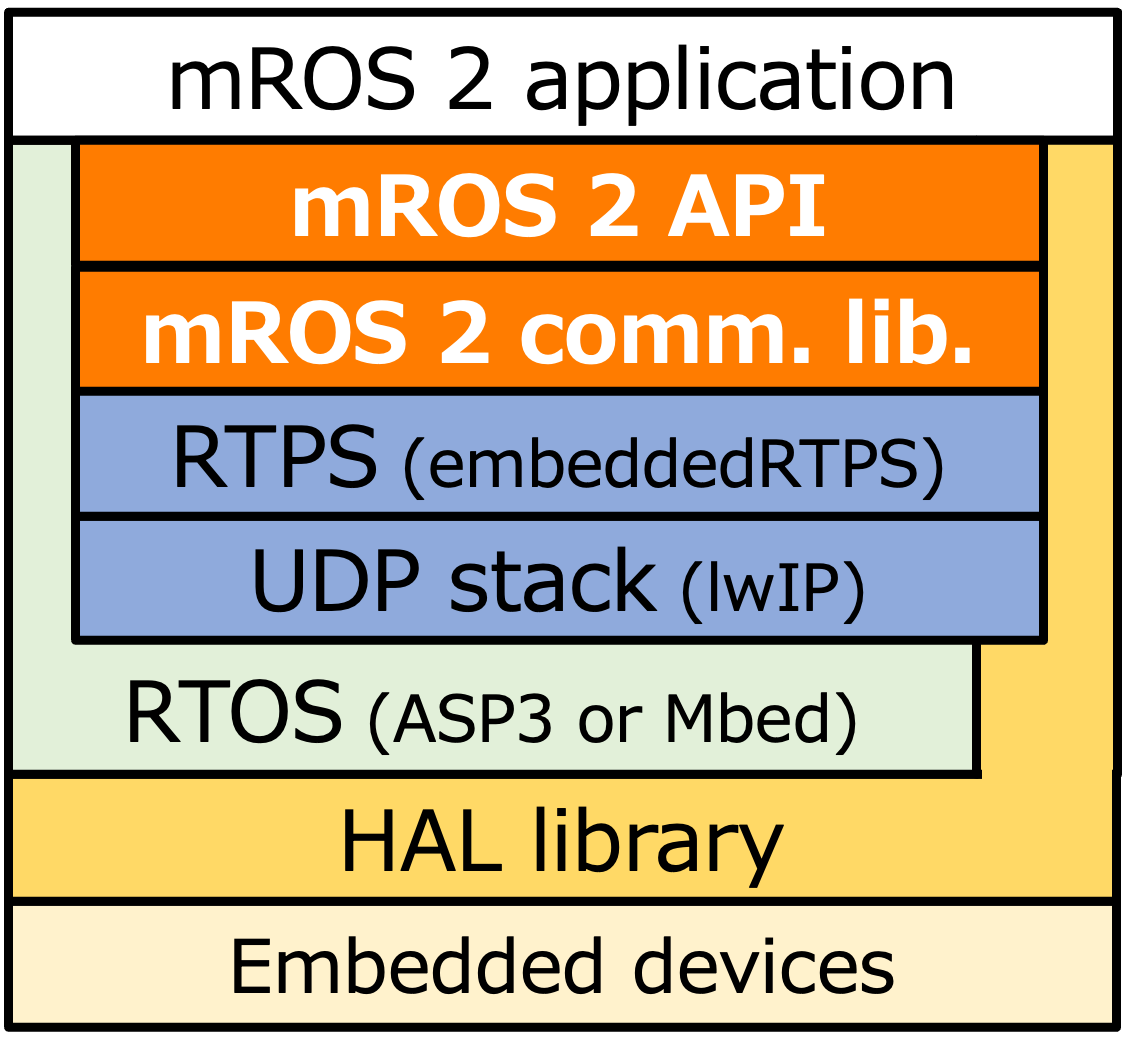 mROS 2 application
mROS 2 API
mROS 2 comm. lib.
RTPS (embeddedRTPS)
UDP stack (lwIP)
RTOS (ASP3 or Mbed)
HAL library
Embedded devices